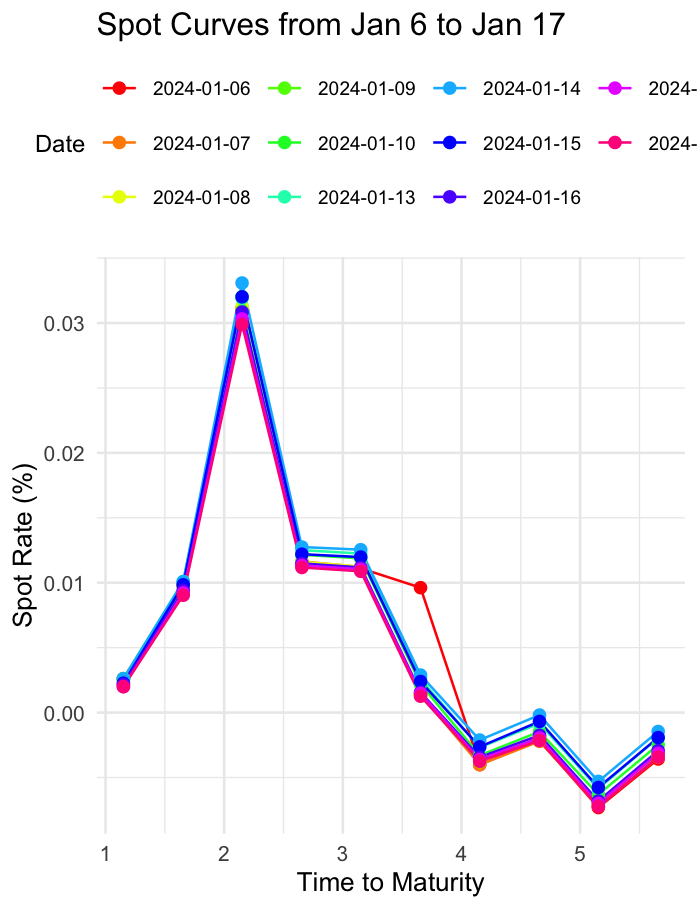 Spot Curves from Jan 6 to Jan 17
2024-01-06 2024-01-09 2024-01-14 2024-
Date 2024-01-07 2024-01-10 2024-01-15 2024-
2024-01-08 2024-01-13 2024-01-16
0.03
0.02
0.01
0.00
Spot Rate (%)
1 2 3 4 5
Time to Maturity